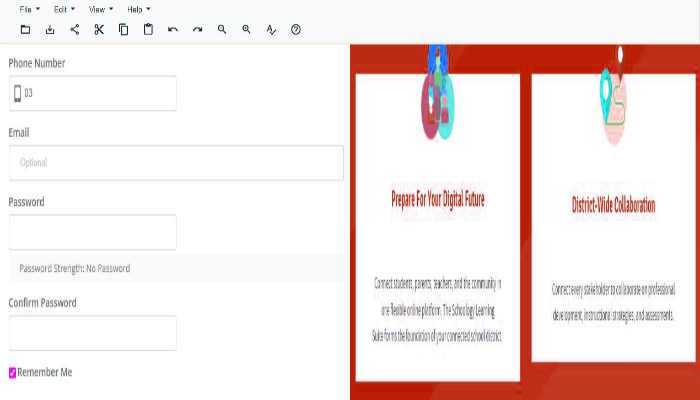 File Edit View Help
Phone Number
03
Email
Optional
Password
Password Strength: No Password
Confirm Password
Remember Me
Prepare For Your Digital Future
Connect students, parents, teachers, and the community in
one flexible online platform. The Schoology Learning
Suite forms the foundation of your connected school district.
District-Wide Collaboration
Connect every stakeholder to collaborate on professional
development, instructional strategies, and assessments.